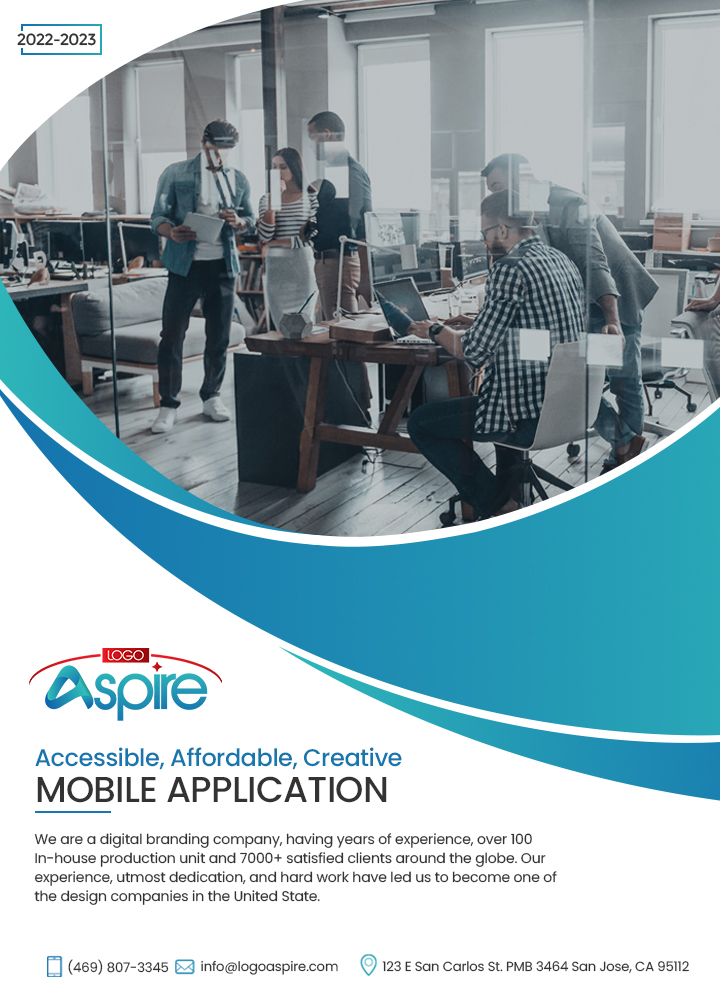 2022-2023
LOGO
Aspire
Accessible, Affordable, Creative
MOBILE APPLICATION
We are a digital branding company, having years of experience, over 100
In-house production unit and 7000+ satisfied clients around the globe. Our
experience, utmost dedication, and hard work have led us to become one of
the design companies in the United State.
(469) 807-3345 info@logoaspire.com 123 E San Carlos St. PMB 3464 San Jose, CA 95112